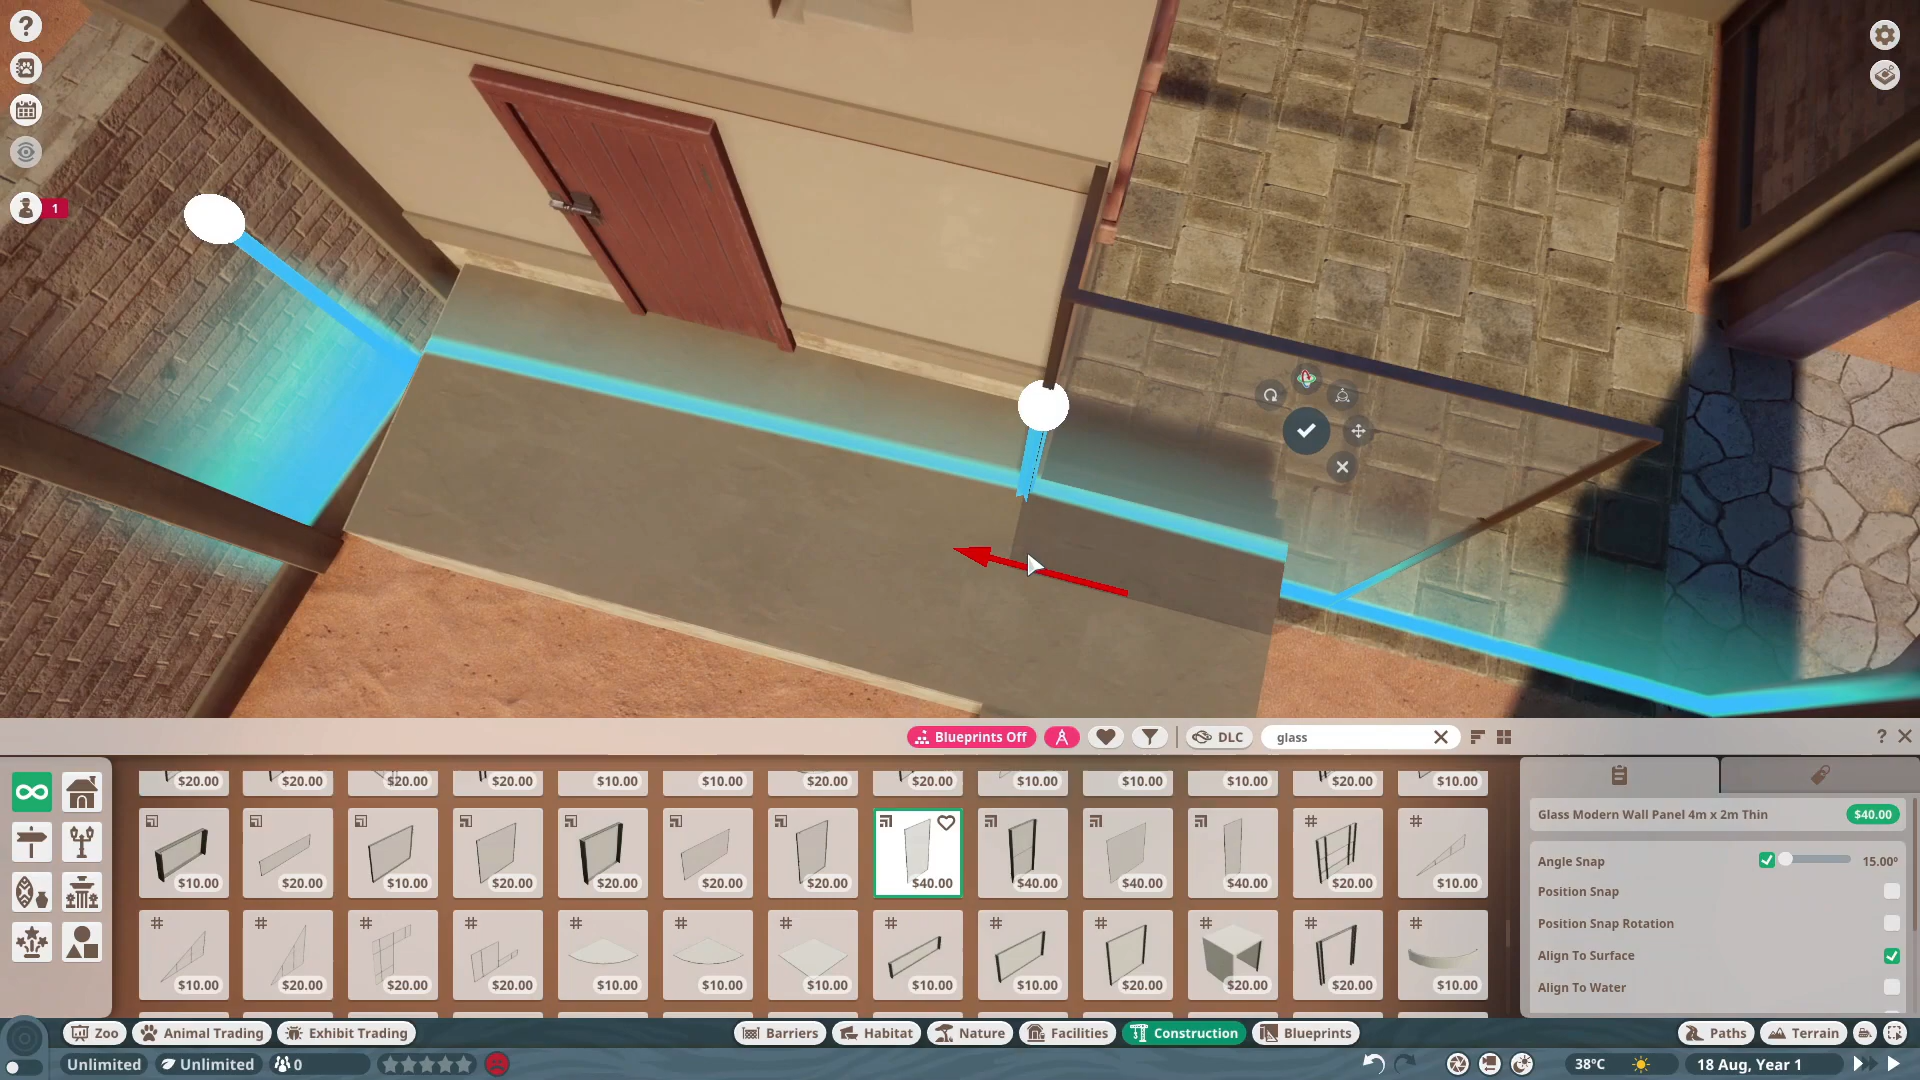 ?
1
Blueprints Off
DLC
glass
?
$20.00 $20.00 $20.00 $20.00 $10.00 $10.00 $20.00 $20.00 $10.00 $10.00 $10.00 $20.00 $10.00
$10.00 $20.00 $10.00 $20.00 $20.00 $20.00 $20.00 $40.00 $40.00 $40.00 $40.00 $20.00 $10.00
$10.00 $20.00 $20.00 $20.00 $10.00 $10.00 $10.00 $10.00 $10.00 $20.00 $20.00 $20.00 $10.00
Glass Modern Wall Panel 4m x 2m Thin $40.00
Angle Snap 15.00°
Position Snap
Position Snap Rotation
Align To Surface
Align To Water
Zoo Animal Trading Exhibit Trading Barriers Habitat Nature Facilities Construction Blueprints Paths Terrain
Unlimited Unlimited 0 38°C 18 Aug, Year 1